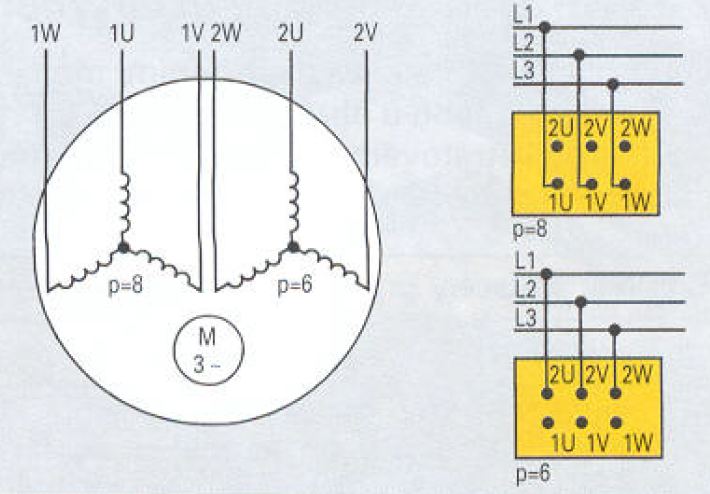 1W 1U 1V 2W 2U 2V
p=8 p=6
M
3~
L1
L2
L3
2U 2V 2W
1U 1V 1W
p=8
L1
L2
L3
2U 2V 2W
1U 1V 1W
p=6